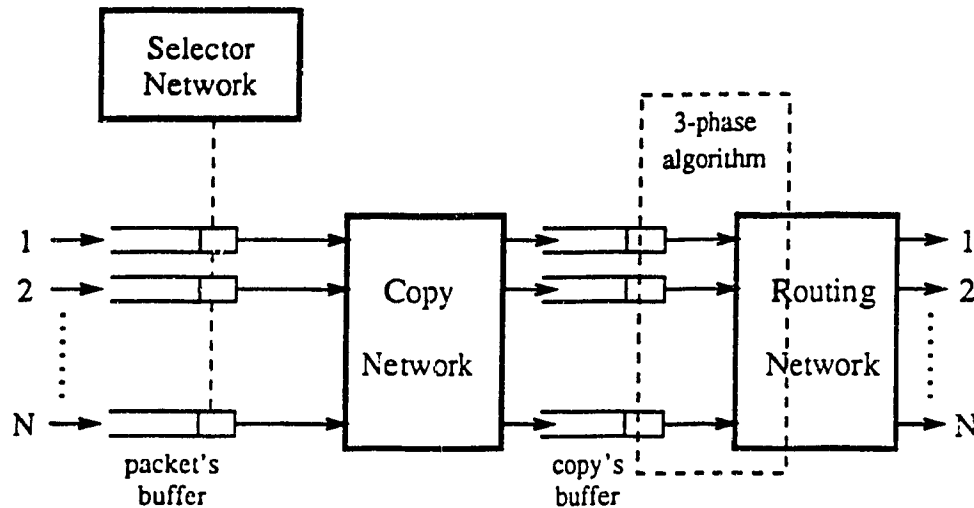 Selector
Network
3-phase
algorithm
1
1
2
Copy
Routing
2
Network
Network
N
N
packet's
buffer
copy's
buffer